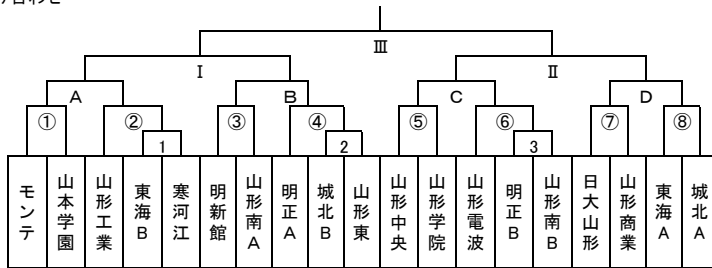 Ⅲ
Ⅰ Ⅱ
A B C D
① ② ③ ④ ⑤ ⑥ ⑦ ⑧
1 2 3
モンテ
山本学園
山形工業
東海B
寒河江
明新館
山形南A
明正A
城北B
山形東
山形中央
山形学院
山形電波
明正B
山形南B
日大山形
山形商業
東海A
城北A